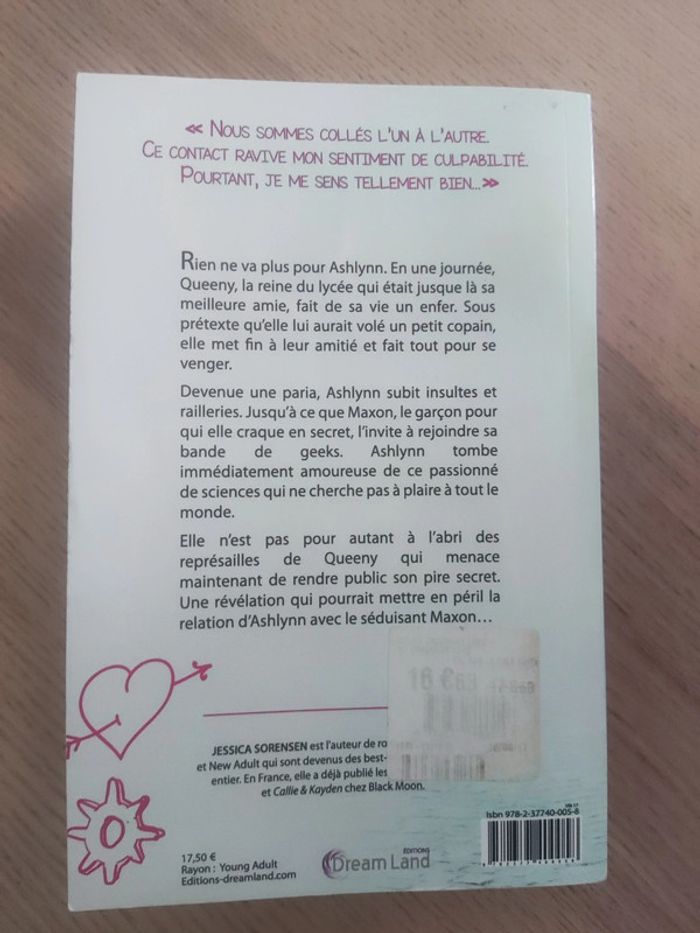 « Nous sommes collés l'un à l'autre.
Ce contact ravive mon sentiment de culpabilité.
Pourtant, je me sens tellement bien...»
Rien ne va plus pour Ashlynn. En une journée,
Queeny, la reine du lycée qui était jusque là sa
meilleure amie, fait de sa vie un enfer. Sous
prétexte qu'elle lui aurait volé un petit copain,
elle met fin à leur amitié et fait tout pour se
venger.
Devenue une paria, Ashlynn subit insultes et
railleries. Jusqu'à ce que Maxon, le garçon pour
qui elle craque en secret, l'invite à rejoindre sa
bande de geeks. Ashlynn tombe
immédiatement amoureuse de ce passionné
de sciences qui ne cherche pas à plaire à tout le
monde.
Elle n'est pas pour autant à l'abri des
représailles de Queeny qui menace
maintenant de rendre public son pire secret.
Une révélation qui pourrait mettre en péril la
relation d'Ashlynn avec le séduisant Maxon…
16 €63
JESSICA SORENSEN est l'auteur de ro
et New Adult qui sont devenus des best-
entier. En France, elle a déjà publié les
et Callie & Kayden chez Black Moon.
Isbn 978-2-37740-005-8
17,50 €
Rayon : Young Adult
Editions-dreamland.com
ÉDITIONS
Dream Land